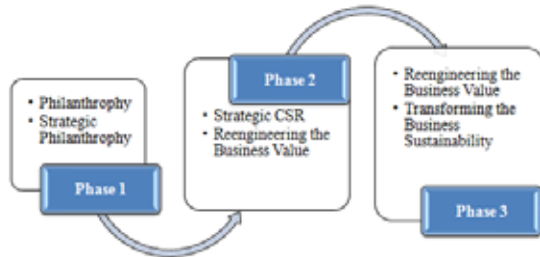 • Philanthropy
• Strategic
Philanthropy
Phase 1
Phase 2
• Strategic CSR
• Reengineering the
Business Value
• Reengineering the
Business Value
• Transforming the
Business
Sustainability
Phase 3